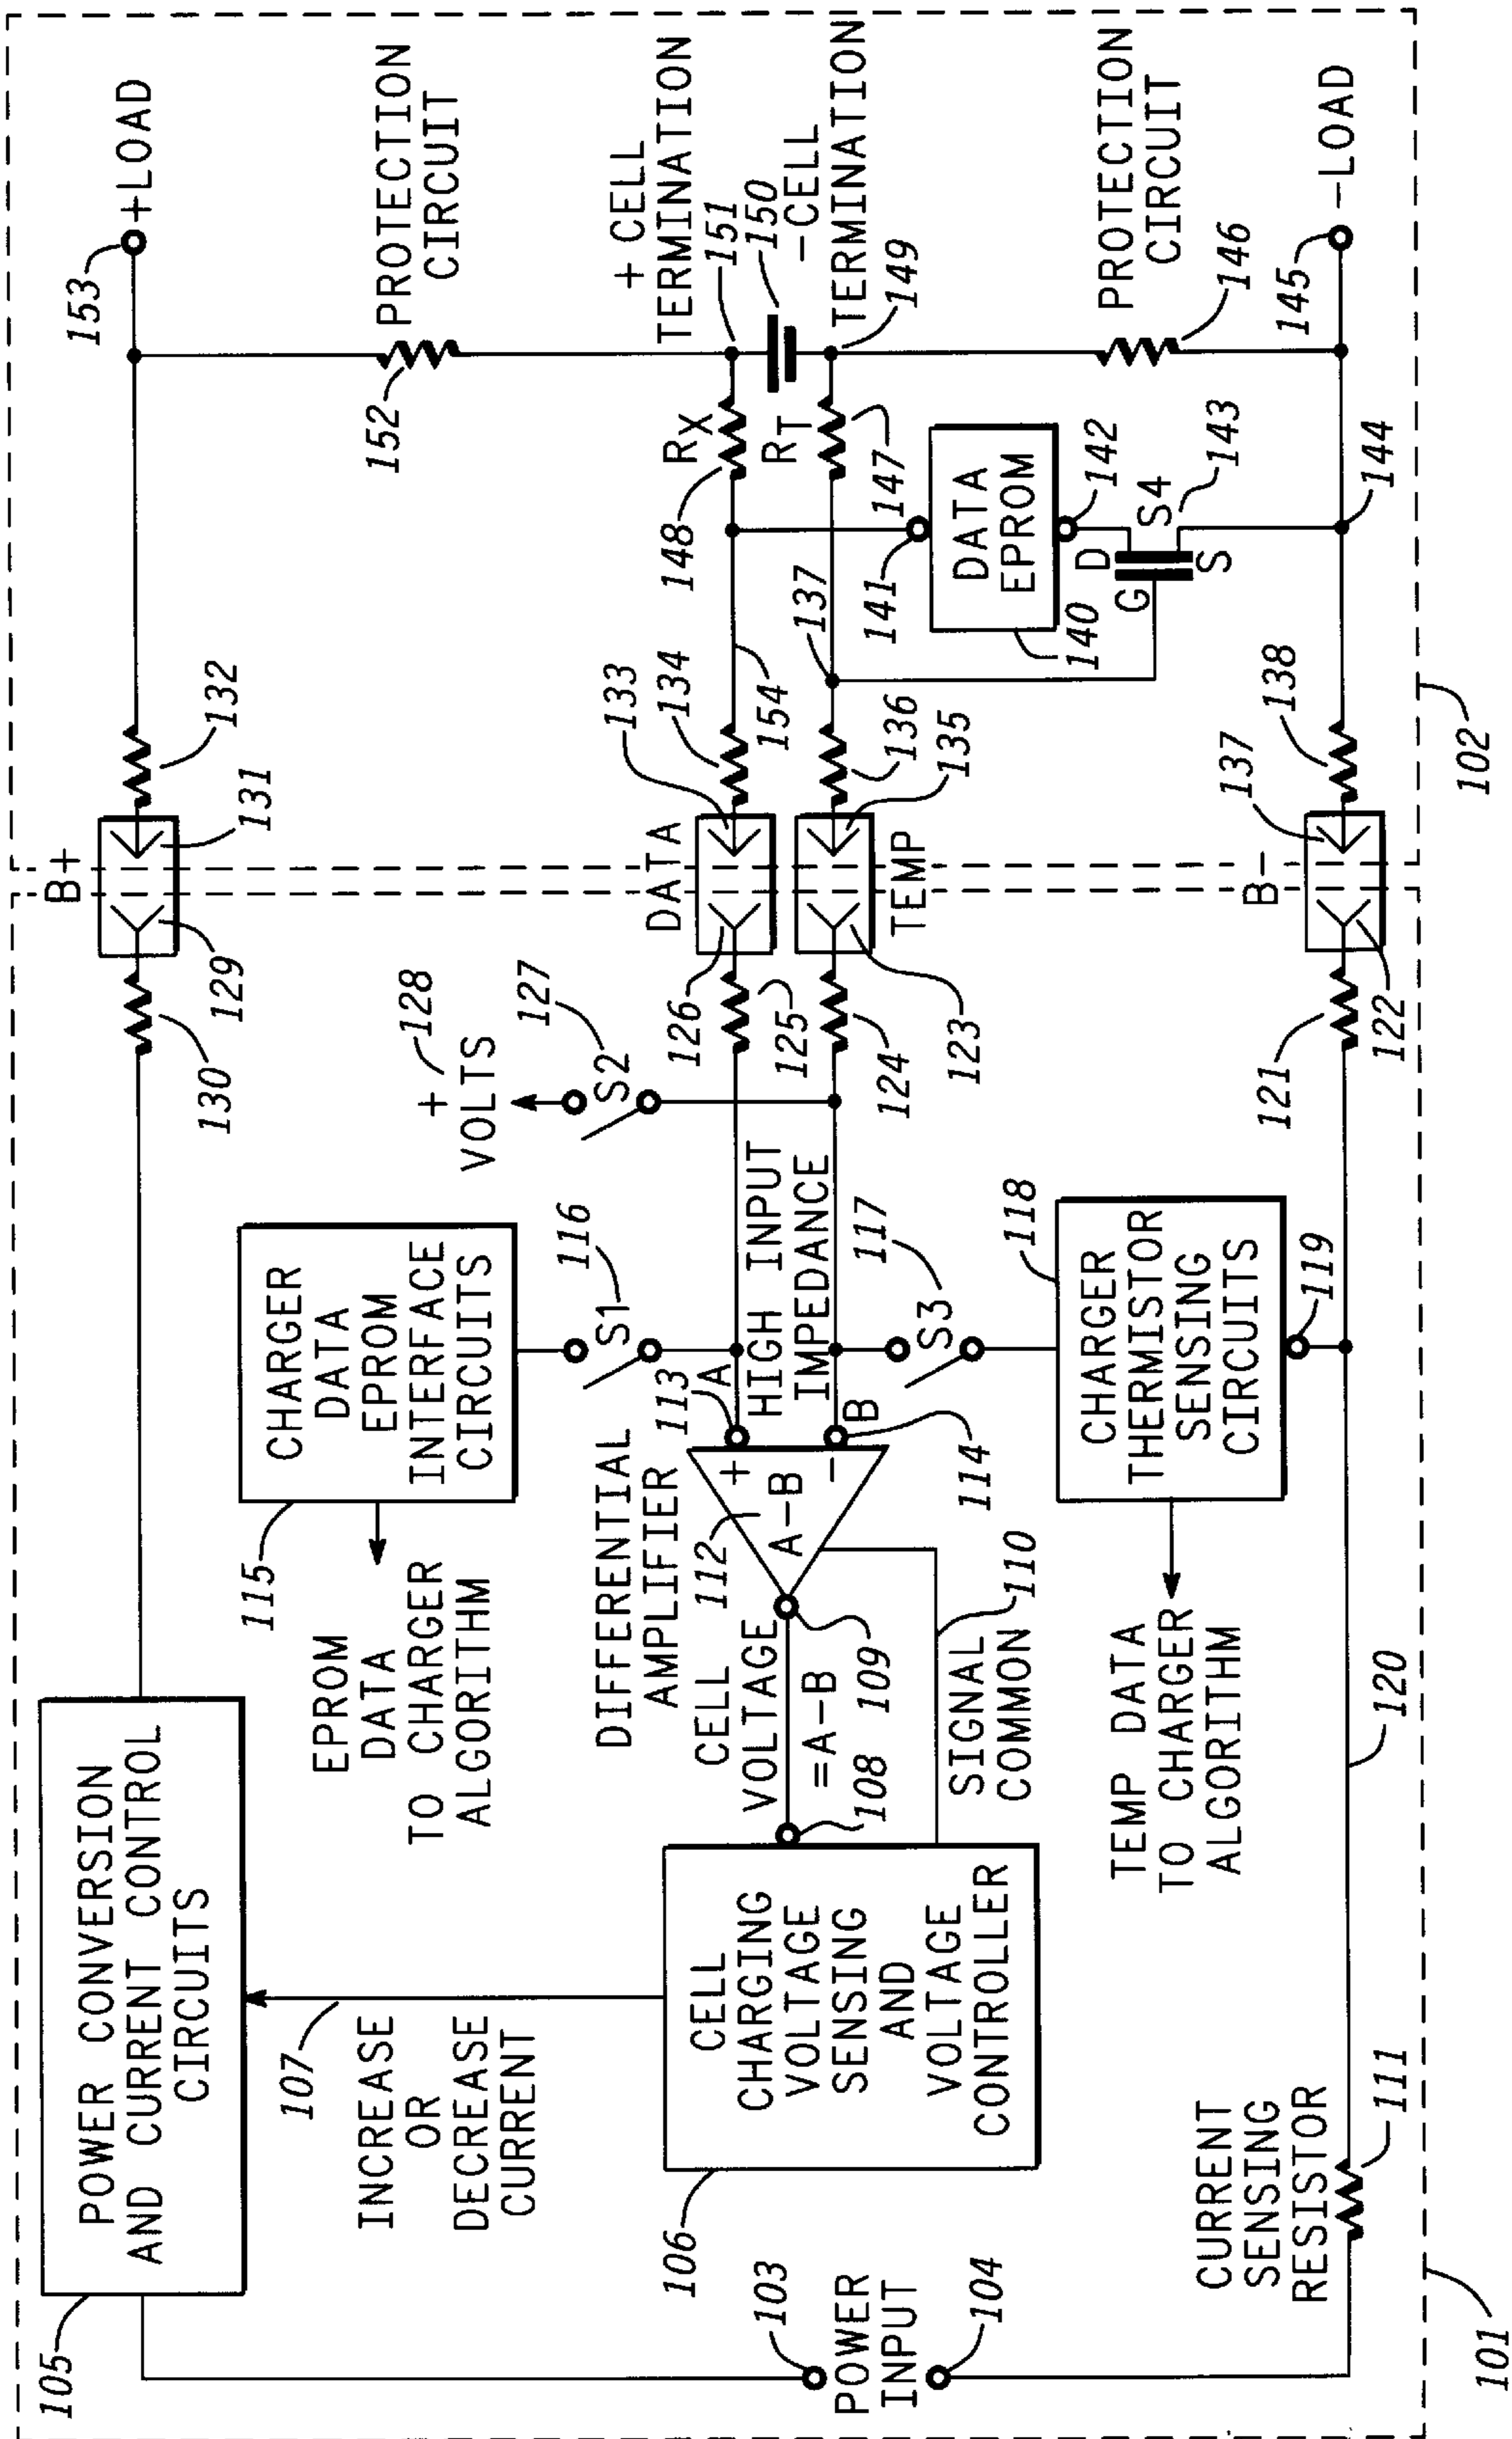 101
102
103
POWER
INPUT
104
105
POWER CONVERSION
AND CURRENT CONTROL
CIRCUITS
107
INCREASE
OR
DECREASE
CURRENT
106
CELL
CHARGING
VOLTAGE
SENSING
AND
VOLTAGE
CONTROLLER
CURRENT
SENSING
RESISTOR
111
120
108
109
CELL
VOLTAGE
=A-B
SIGNAL
COMMON
110
DIFFERENTIAL
AMPLIFIER
112
A-B
+
-
113
A
B
114
HIGH INPUT
IMPEDANCE
115
CHARGER
DATA
EPROM
INTERFACE
CIRCUITS
EPROM
DATA
TO CHARGER
ALGORITHM
S1
116
S3
117
118
CHARGER
THERMISTOR
SENSING
CIRCUITS
119
TEMP DATA
TO CHARGER
ALGORITHM
+
VOLTS
128
S2
127
130
129
B+
131
132
126
125
DATA
133
134
154
124
123
TEMP
135
136
121
122
B-
137
138
137
148
RX
RT
147
141
DATA
EPROM
140
142
D
G
S
S4
143
144
152
PROTECTION
CIRCUIT
153
+LOAD
+CELL
TERMINATION
151
150
-CELL
TERMINATION
149
PROTECTION
CIRCUIT
146
145
-LOAD